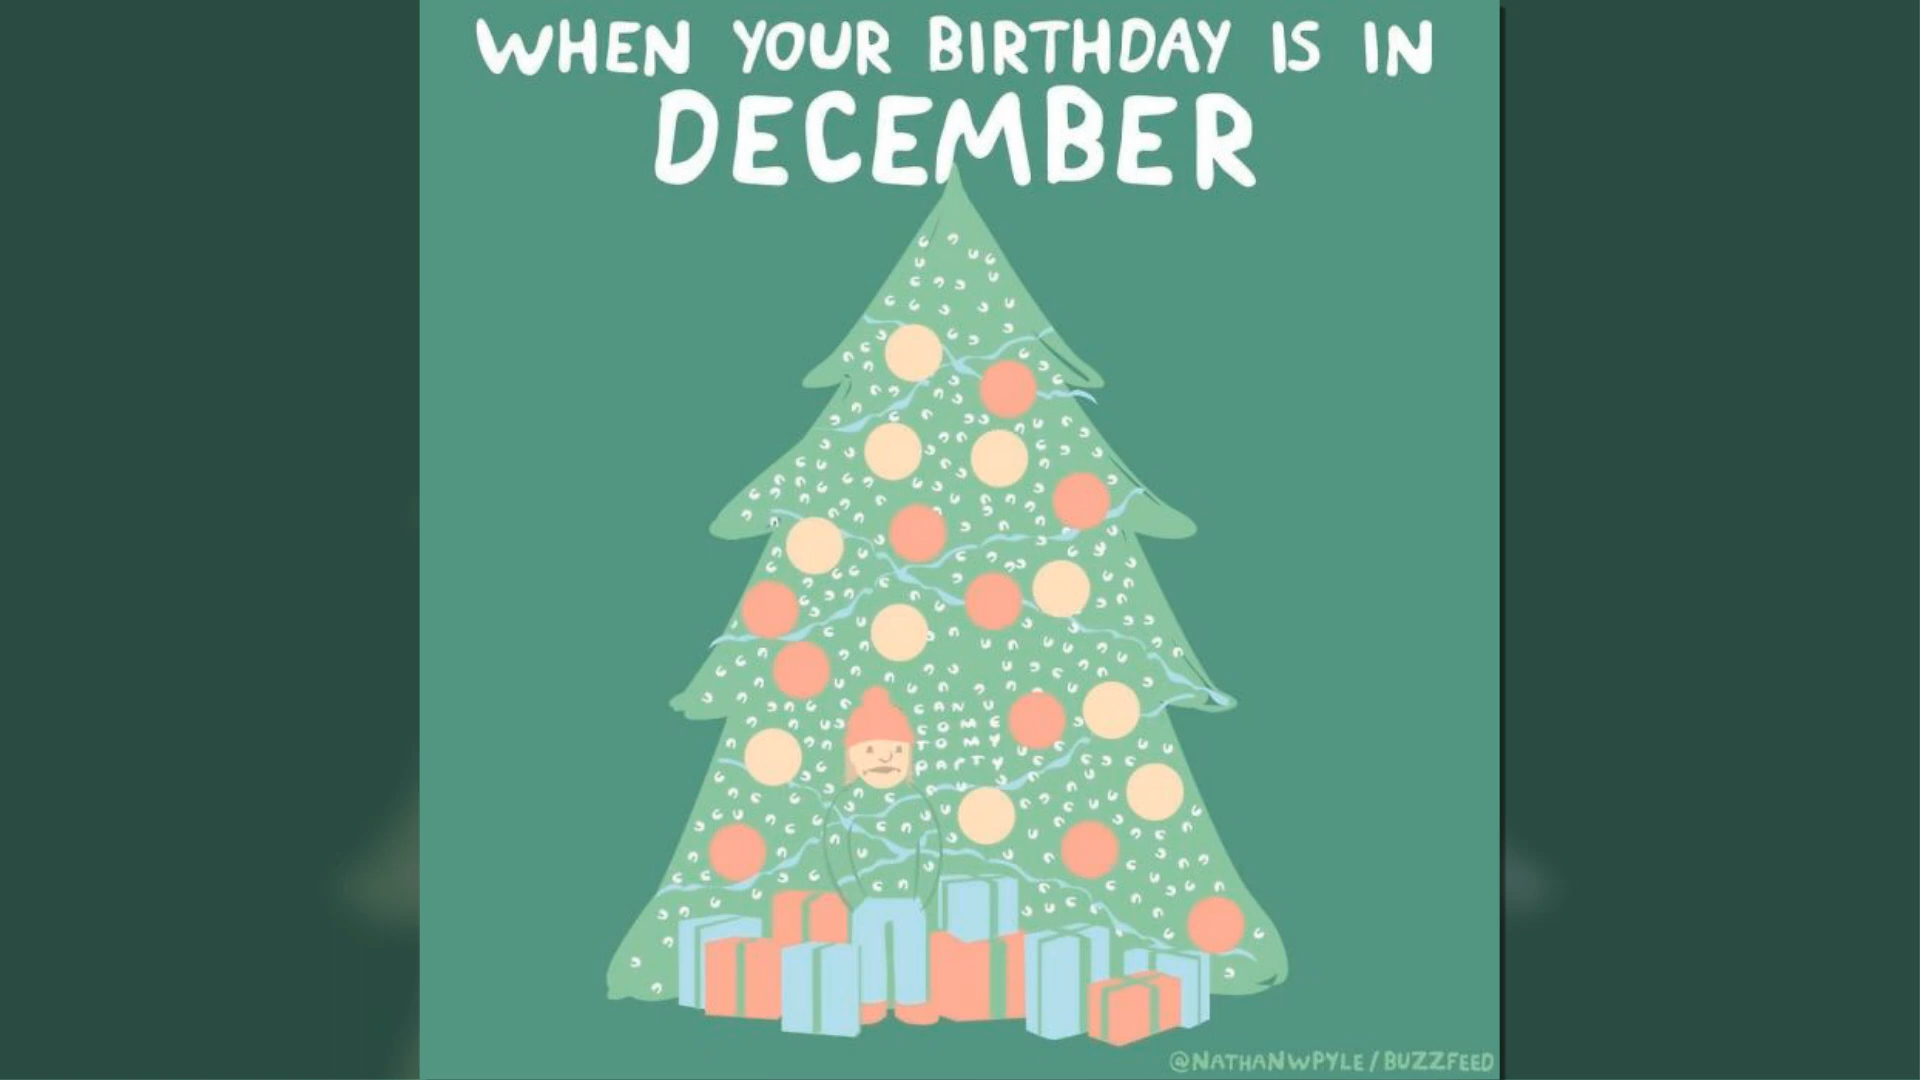 WHEN YOUR BIRTHDAY IS IN
DECEMBER
CAN U
COME
TO MY
PARTY
@NATHANWPYLE/BUZZFEED